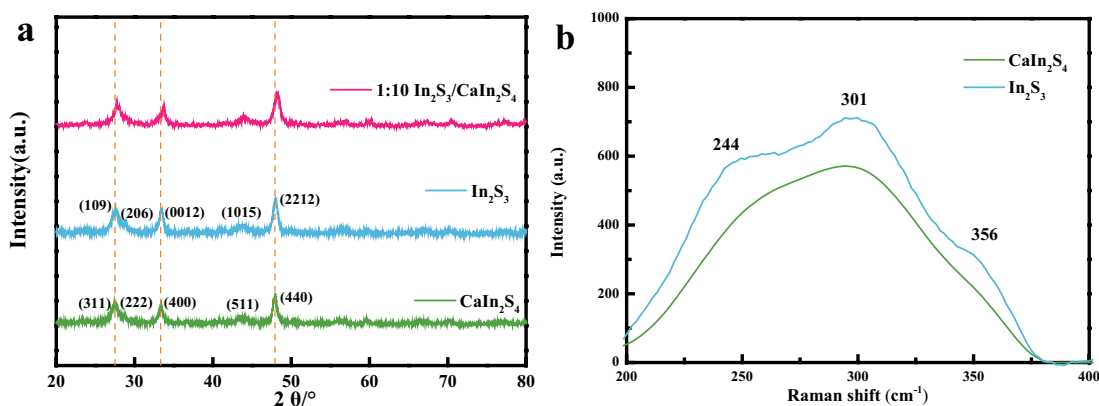 a
1:10 In₂S₃/CaIn₂S₄
In₂S₃
(109) (206) (0012) (1015) (2212)
CaIn₂S₄
(311) (222) (400) (511) (440)
Intensity(a.u.)
20 30 40 50 60 70 80
2 θ/°
b
1000
800
600
400
200
0
CaIn₂S₄
In₂S₃
301
244
356
Intensity (a.u.)
200 250 300 350 400
Raman shift (cm⁻¹)